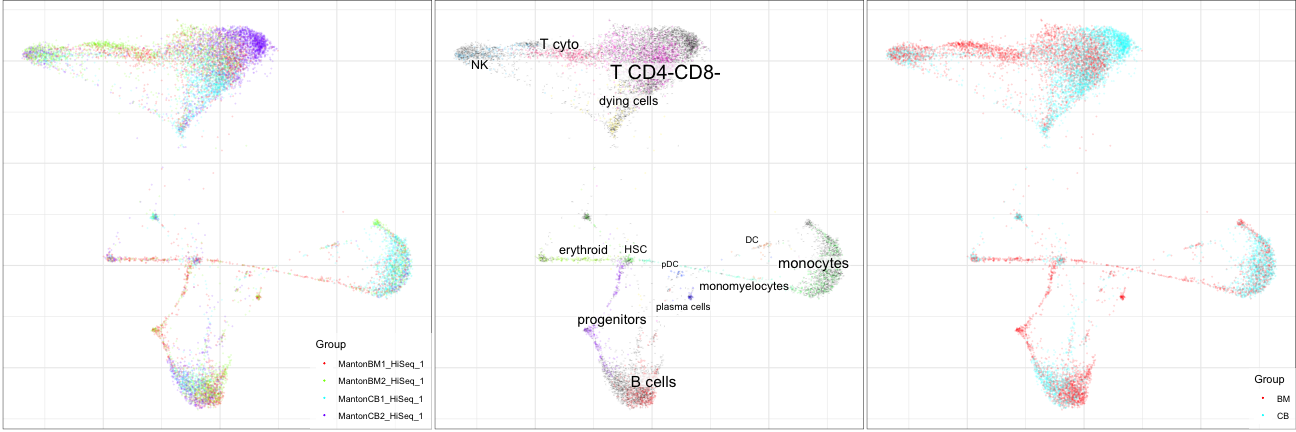 Group
MantonBM1_HiSeq_1
MantonBM2_HiSeq_1
MantonCB1_HiSeq_1
MantonCB2_HiSeq_1
T cyto
NK
T CD4-CD8-
dying cells
DC
erythroid
HSC
pDC
monocytes
monomyelocytes
plasma cells
progenitors
B cells
Group
BM
CB